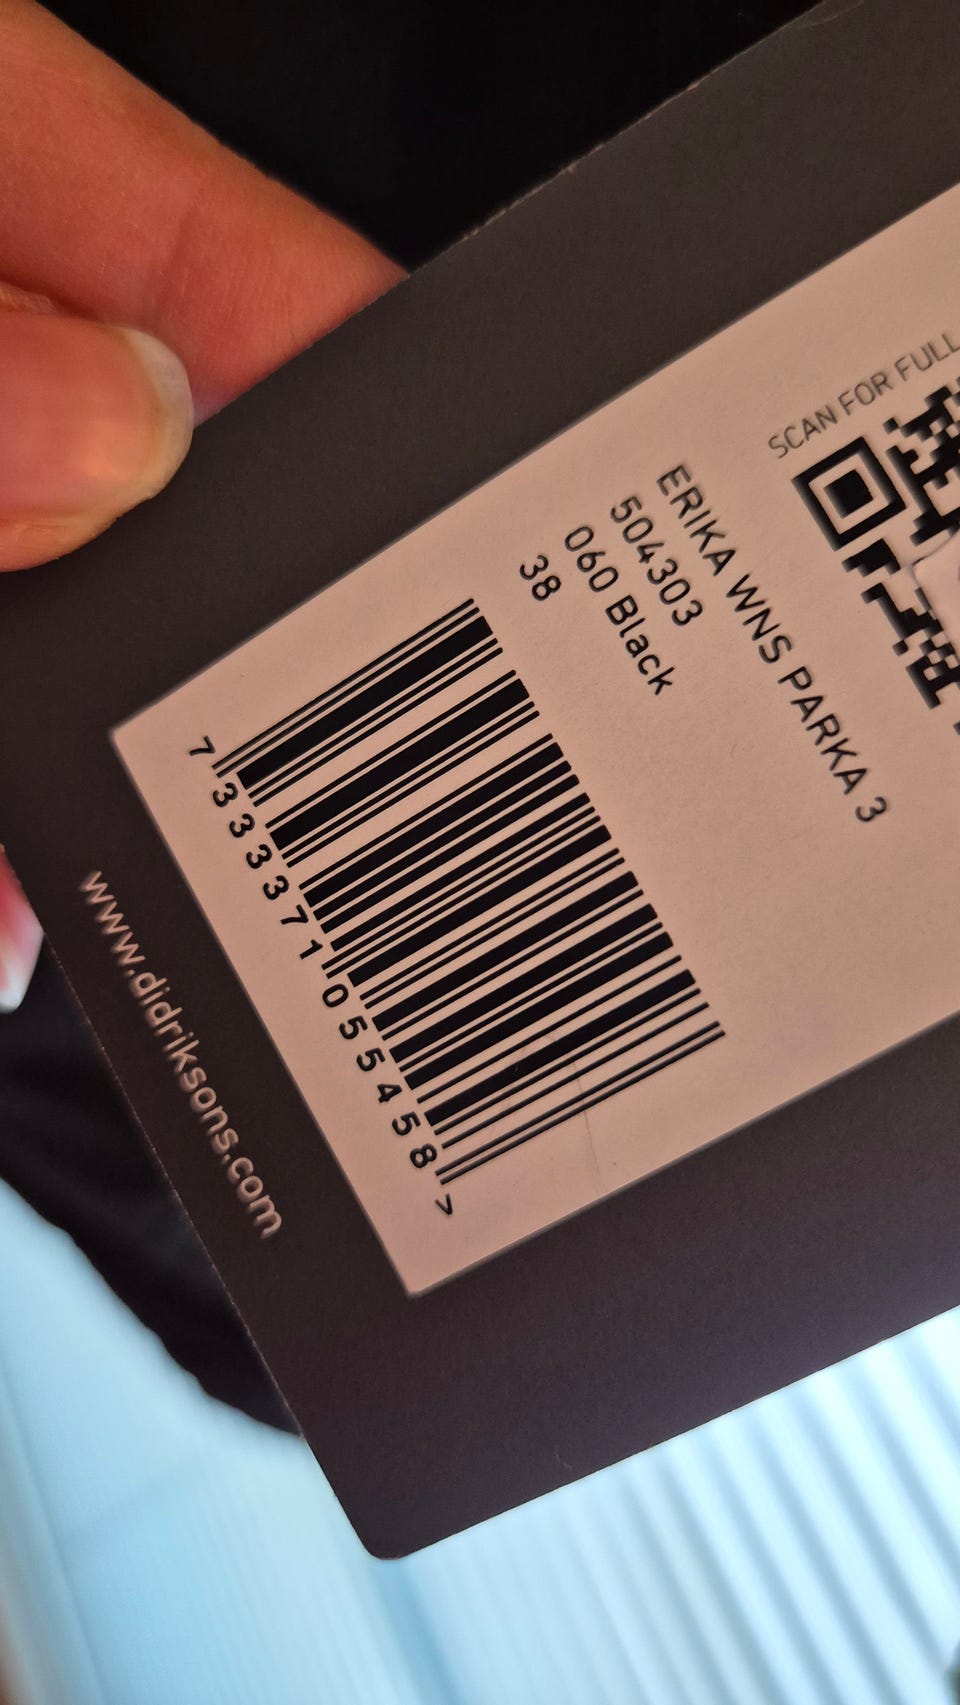 SCAN FOR FULL
ERIKA WNS PARKA 3
504303
060 Black
38
7 333371 055458 >
www.didriksons.com